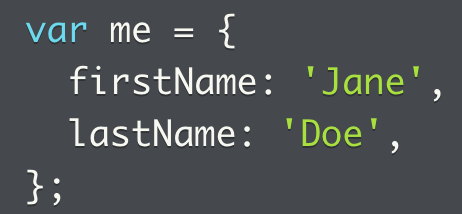 var me = {
  firstName: 'Jane',
  lastName: 'Doe',
};